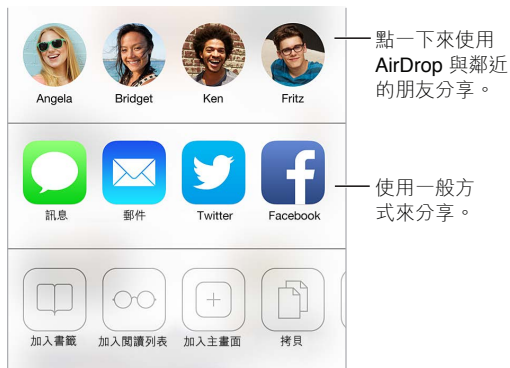 Angela Bridget Ken Fritz
點一下來使用
AirDrop 與鄰近
的朋友分享。
訊息 郵件 Twitter Facebook
使用一般方
式來分享。
加入書籤 加入閱讀列表 加入主畫面 拷貝